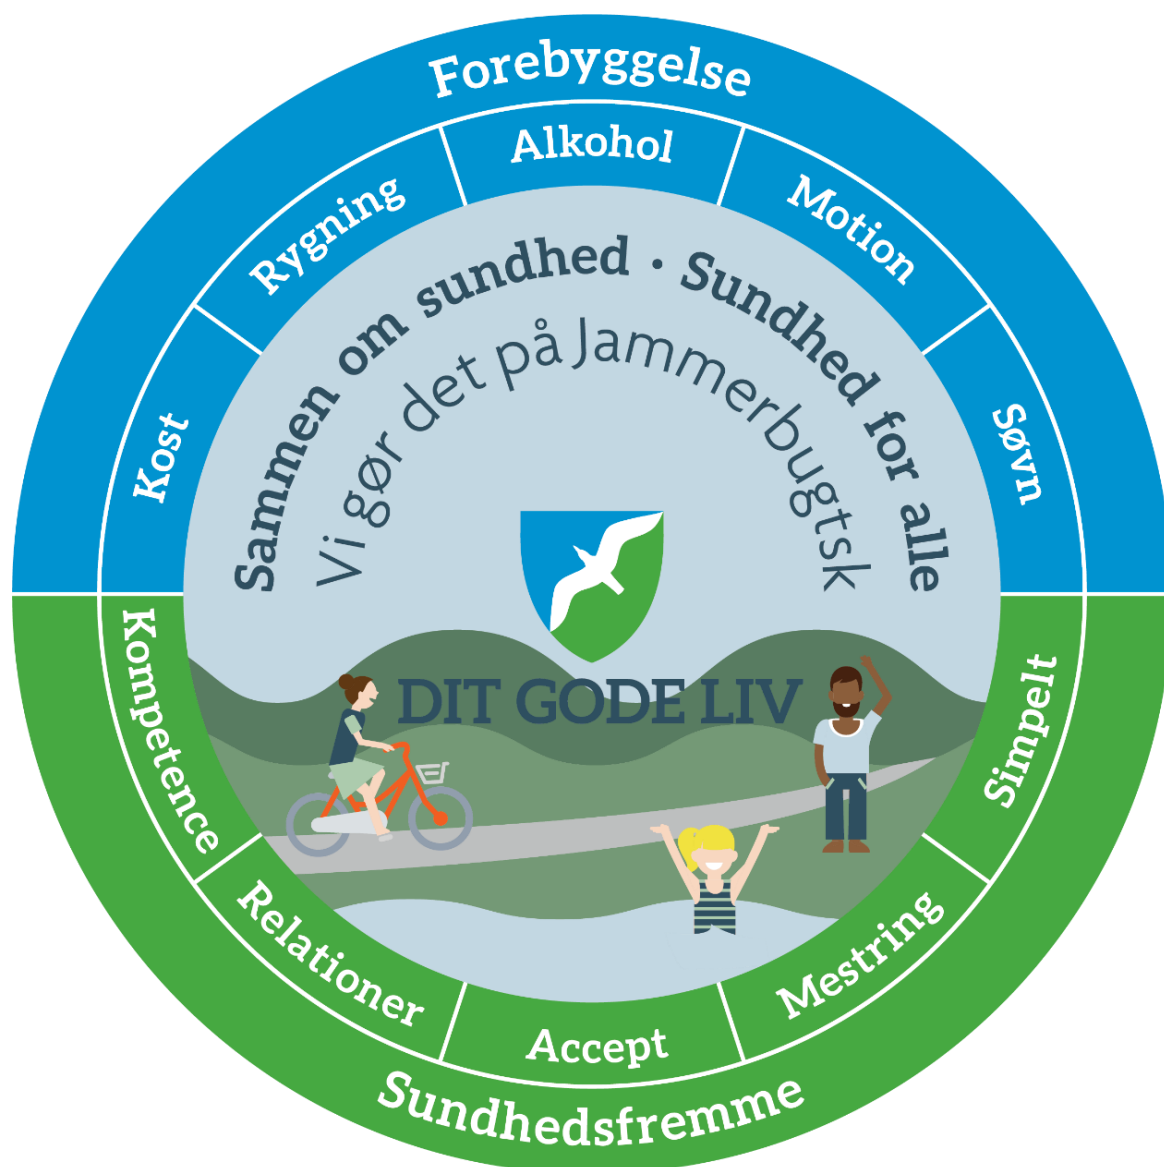 Forebyggelse
Kost
Rygning
Alkohol
Motion
Søvn
Sammen om sundhed · Sundhed for alle
Vi gør det på Jammerbugtsk
DIT GODE LIV
Kompetence
Relationer
Accept
Mestring
Simpelt
Sundhedsfremme